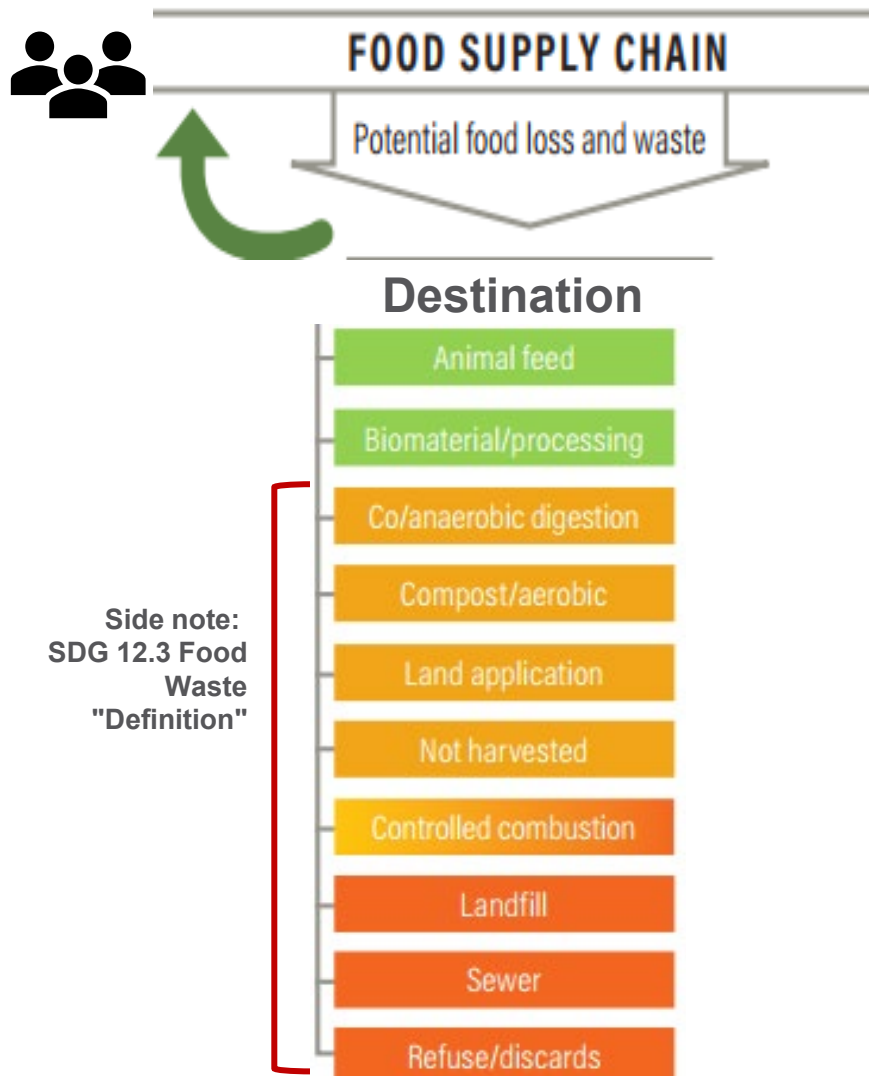 FOOD SUPPLY CHAIN
Potential food loss and waste
Destination
Animal feed
Biomaterial/processing
Co/anaerobic digestion
Compost/aerobic
Land application
Not harvested
Controlled combustion
Landfill
Sewer
Refuse/discards
Side note:
SDG 12.3 Food
Waste
"Definition"